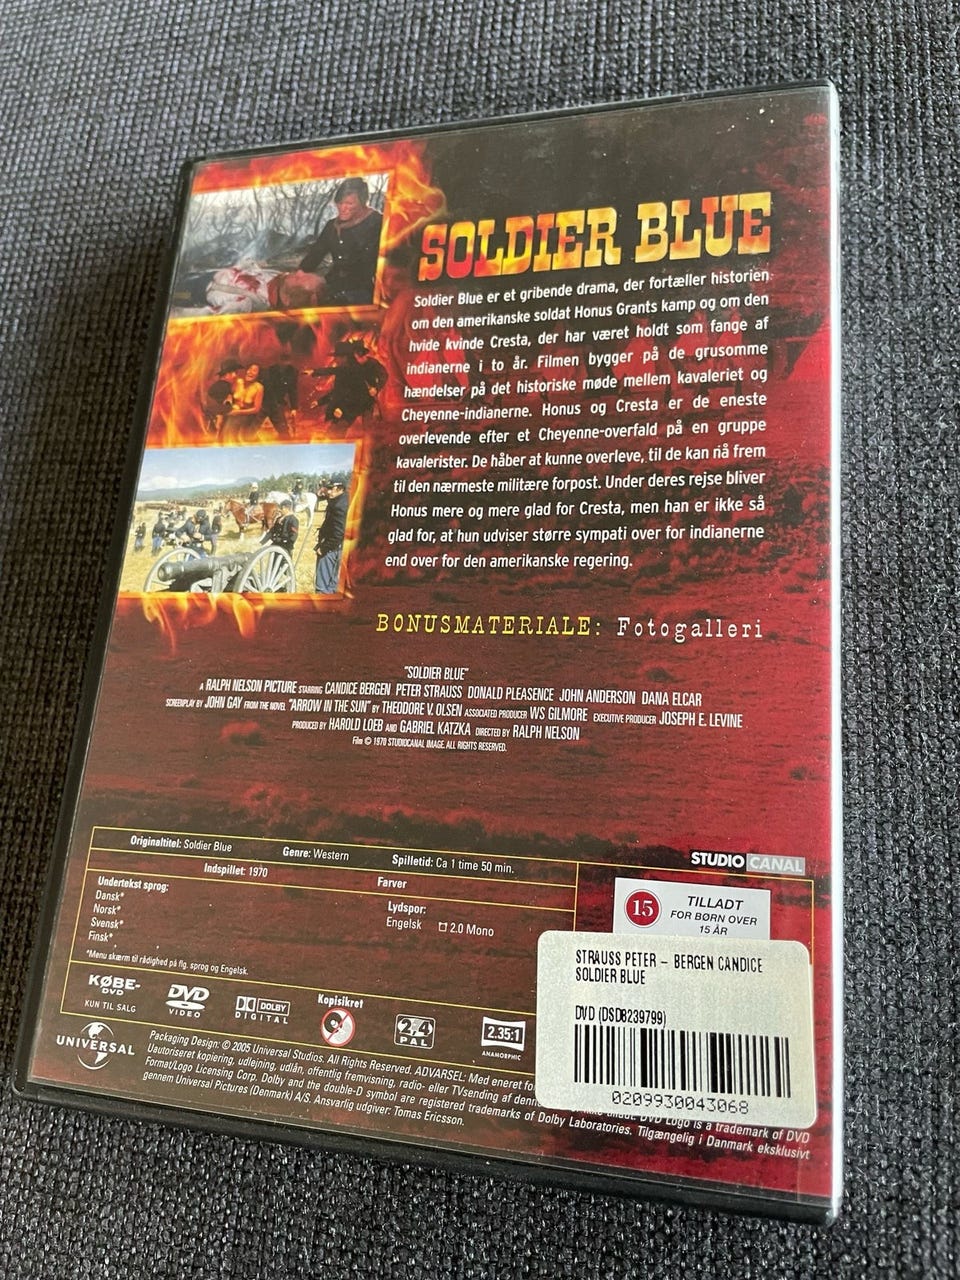 SOLDIER BLUE
Soldier Blue er et gribende drama, der fortæller historien
om den amerikanske soldat Honus Grants kamp og om den
hvide kvinde Cresta, der har været holdt som fange af
indianerne i to år. Filmen bygger på de grusomme
hændelser på det historiske møde mellem kavaleriet og
Cheyenne-indianerne. Honus og Cresta er de eneste
overlevende efter et Cheyenne-overfald på en gruppe
kavalerister. De håber at kunne overleve, til de kan nå frem
til den nærmeste militære forpost. Under deres rejse bliver
Honus mere og mere glad for Cresta, men han er ikke så
glad for, at hun udviser større sympati over for indianerne
end over for den amerikanske regering.
BONUSMATERIALE: Fotogalleri
"SOLDIER BLUE"
A RALPH NELSON PICTURE STARRING CANDICE BERGEN PETER STRAUSS DONALD PLEASENCE JOHN ANDERSON DANA ELCAR
SCREENPLAY BY JOHN GAY FROM THE NOVEL "ARROW IN THE SUN" BY THEODORE V. OLSEN ASSOCIATED PRODUCER WS GILMORE EXECUTIVE PRODUCER JOSEPH E. LEVINE
PRODUCED BY HAROLD LOEB AND GABRIEL KATZKA DIRECTED BY RALPH NELSON
Film © 1970 STUDIOCANAL IMAGE. ALL RIGHTS RESERVED.
STUDIO CANAL
Originaltitel: Soldier Blue Genre: Western Spilletid: Ca 1 time 50 min.
Indspillet: 1970 Farver
Undertekst sprog:
Dansk*
Norsk*
Svensk*
Finsk*
*Menu skærm til rådighed på flg. sprog og Engelsk.
Lydspor:
Engelsk 2.0 Mono
15 TILLADT
FOR BØRN OVER
15 ÅR
STRAUSS PETER – BERGEN CANDICE
SOLDIER BLUE
DVD (DSD8239799)
0209930043068
KØBE-
DVD
KUN TIL SALG
DVD
VIDEO
DOLBY
DIGITAL
Kopisikret
2,4
PAL
2.35:1
ANAMORPHIC
UNIVERSAL
Packaging Design: © 2005 Universal Studios. All Rights Reserved. ADVARSEL: Med eneret fo
Uautoriseret kopiering, udlejning, udlån, offentlig fremvisning, radio- eller TVsending af denn
DVD Logo is a trademark of DVD
Format/Logo Licensing Corp. Dolby and the double-D symbol are registered trademarks of Dolby Laboratories. Tilgængelig i Danmark eksklusivt
gennem Universal Pictures (Denmark) A/S. Ansvarlig udgiver: Tomas Ericsson.